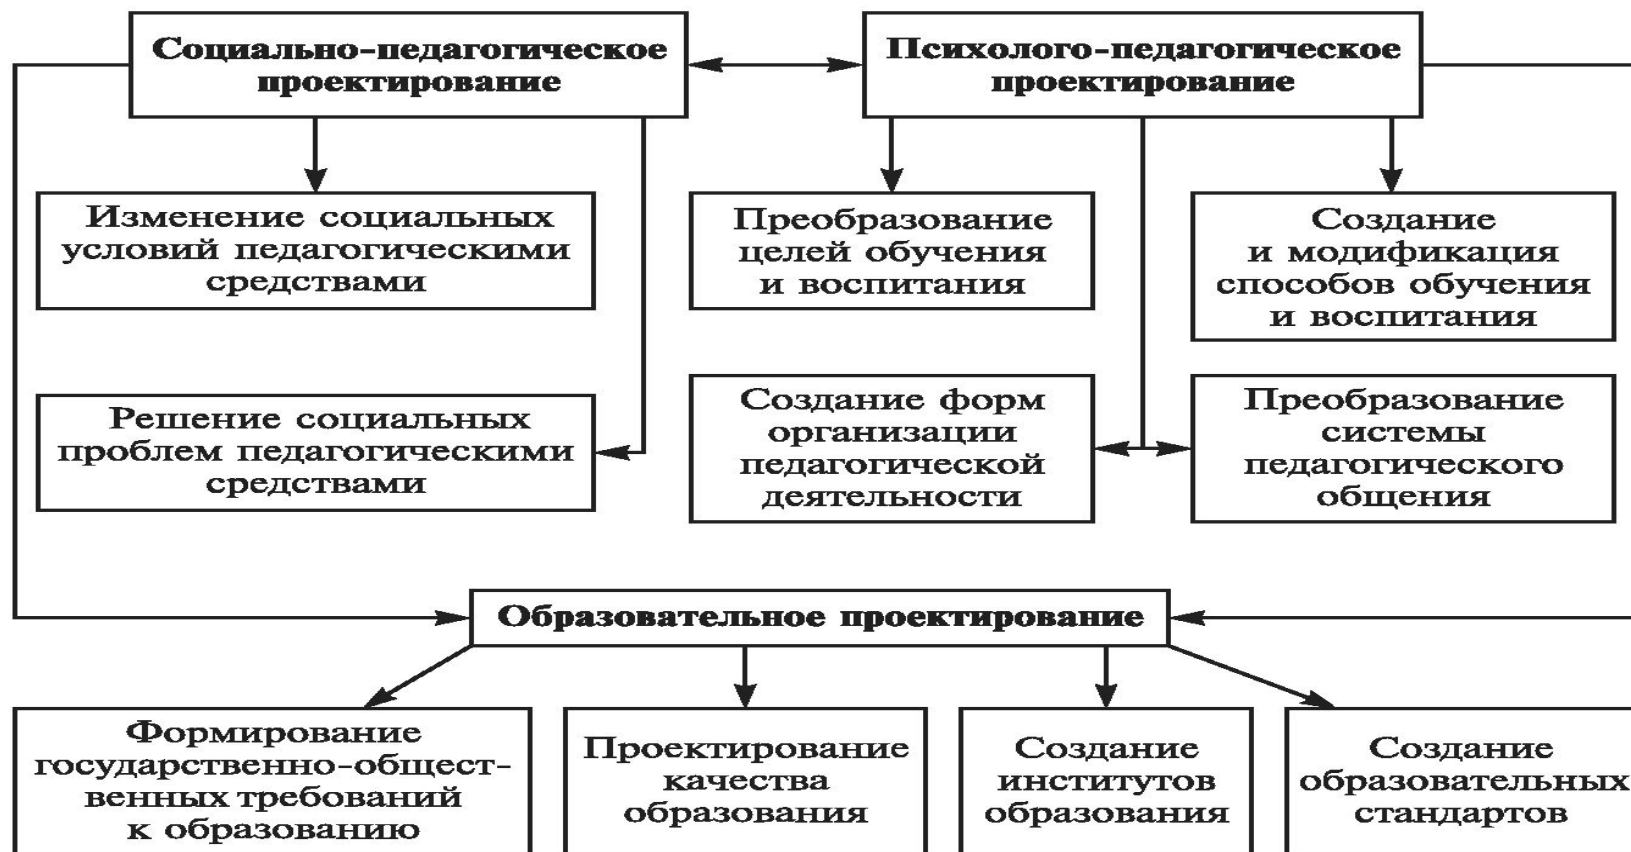 Социально-педагогическое
проектирование
Психолого-педагогическое
проектирование
Изменение социальных
условий педагогическими
средствами
Преобразование
целей обучения
и воспитания
Создание
и модификация
способов обучения
и воспитания
Решение социальных
проблем педагогическими
средствами
Создание форм
организации
педагогической
деятельности
Преобразование
системы
педагогического
общения
Образовательное проектирование
Формирование
государственно-общест-
венных требований
к образованию
Проектирование
качества
образования
Создание
институтов
образования
Создание
образовательных
стандартов